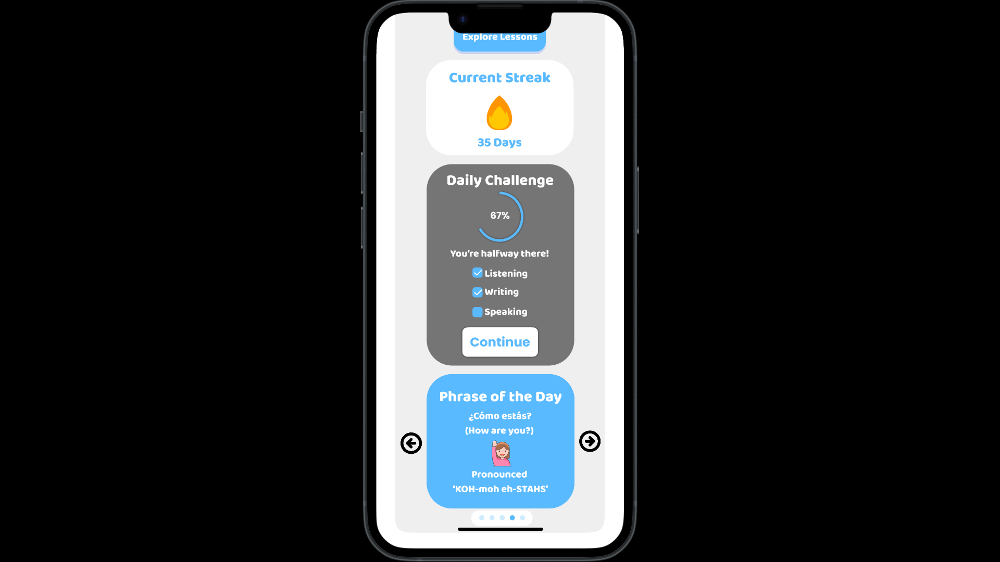 Explore Lessons
Current Streak
35 Days
Daily Challenge
67%
You’re halfway there!
Listening
Writing
Speaking
Continue
Phrase of the Day
¿Cómo estás?
(How are you?)
Pronounced
‘KOH-moh eh-STAHS’